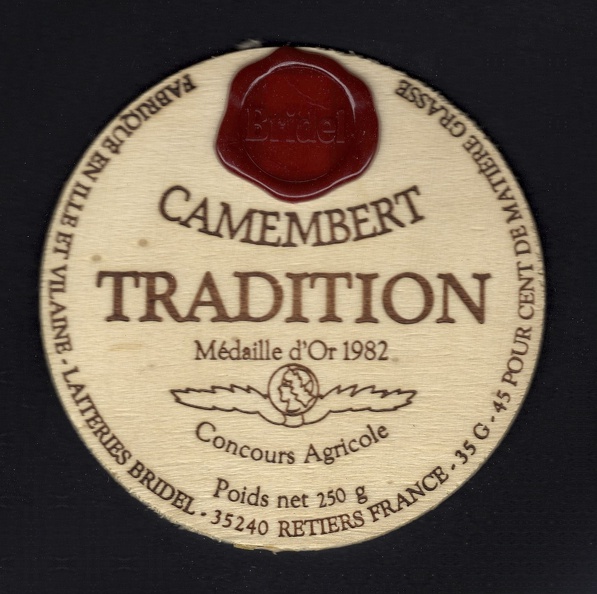 Bridel
CAMEMBERT
TRADITION
Médaille d'Or 1982
Concours Agricole
Poids net 250 g
FABRIQUÉ EN ILLE ET VILAINE - LAITERIES BRIDEL - 35240 RETIERS FRANCE - 35 G - 45 POUR CENT DE MATIÈRE GRASSE